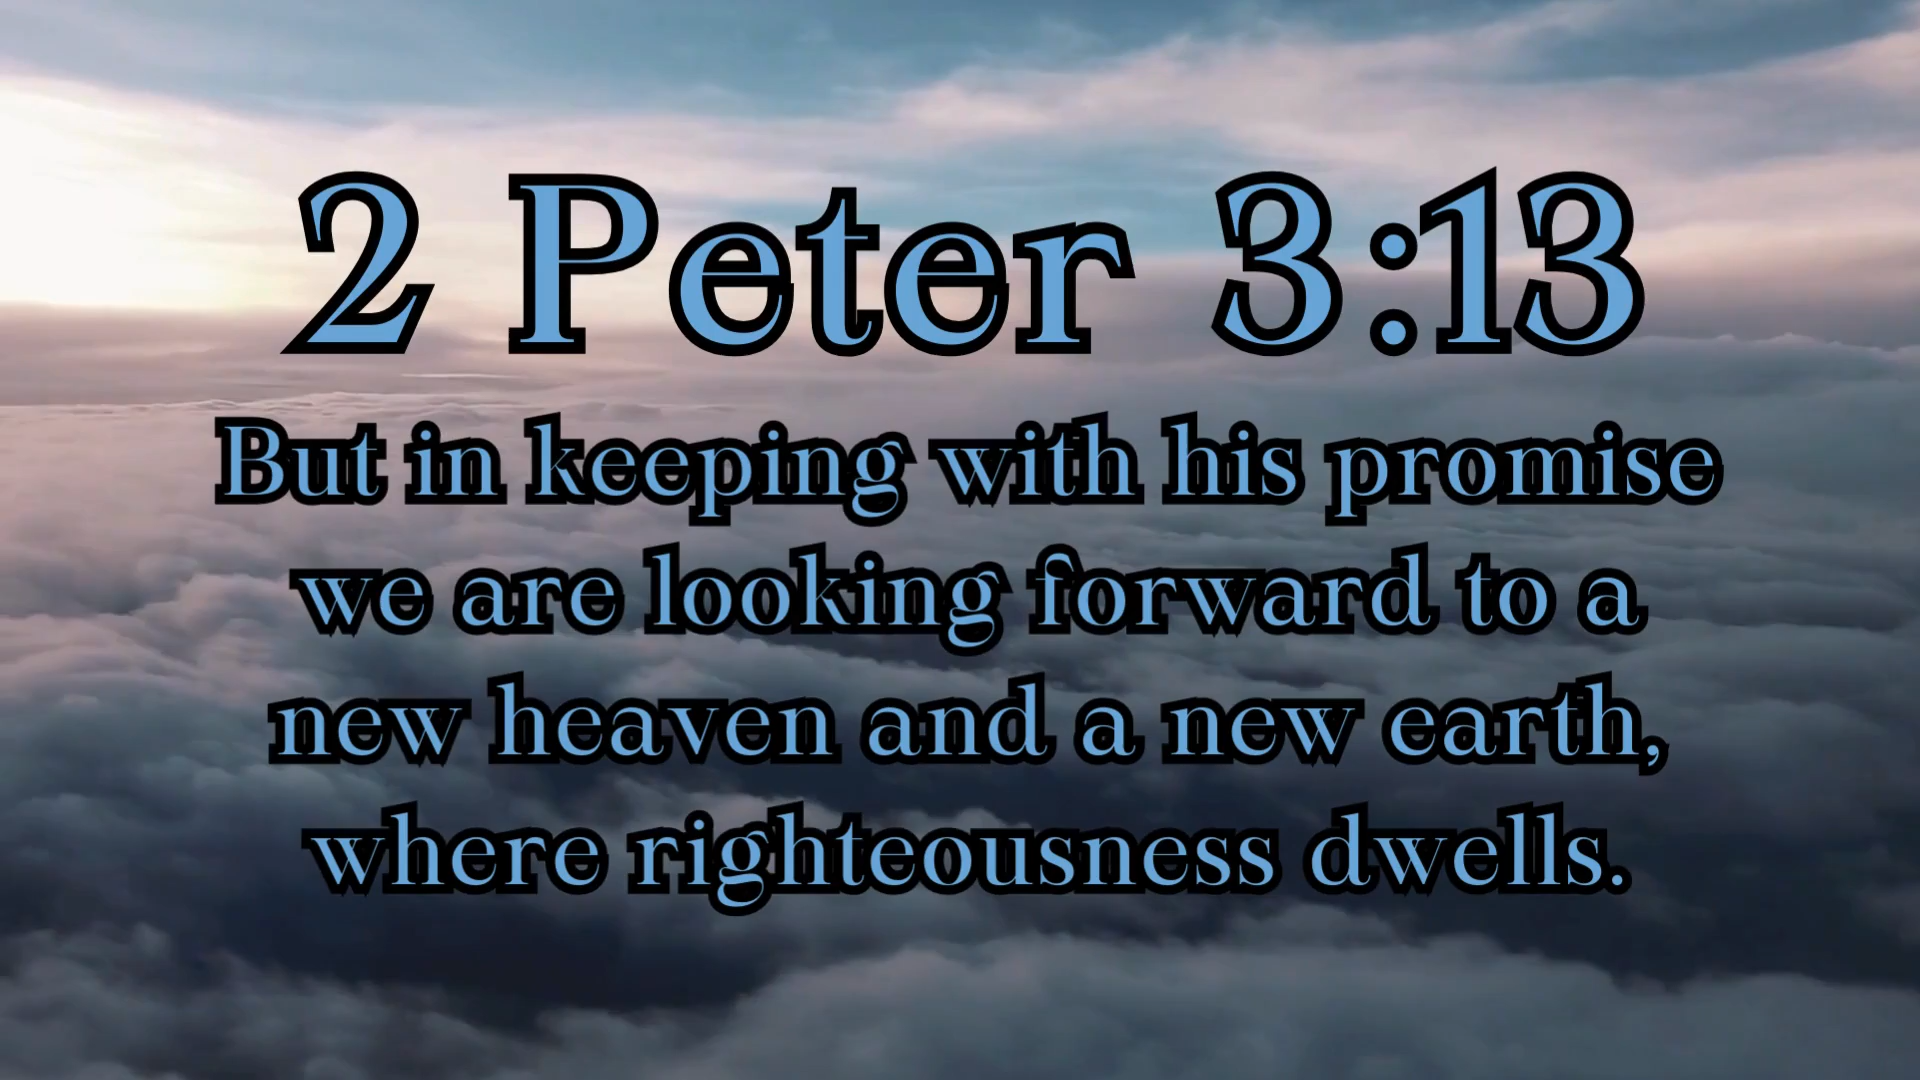 2 Peter 3:13
But in keeping with his promise
we are looking forward to a
new heaven and a new earth,
where righteousness dwells.